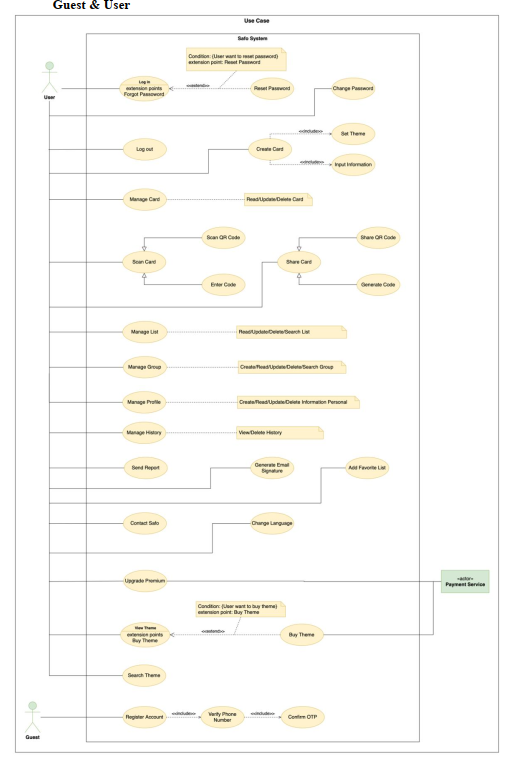 Guest & User
Use Case
Safo System
Condition: {User want to reset password}
extension point: Reset Password
User
Log in
extension points
Forgot Password
<<extend>>
Reset Password
Change Password
Log out
Create Card
<<include>>
Set Theme
<<include>>
Input Information
Manage Card
Read/Update/Delete Card
Scan QR Code
Share QR Code
Scan Card
Share Card
Enter Code
Generate Code
Manage List
Read/Update/Delete/Search List
Manage Group
Create/Read/Update/Delete/Search Group
Manage Profile
Create/Read/Update/Delete Information Personal
Manage History
View/Delete History
Send Report
Generate Email
Signature
Add Favorite List
Contact Safo
Change Language
Upgrade Premium
«actor»
Payment Service
Condition: {User want to buy theme}
extension point: Buy Theme
View Theme
extension points
Buy Theme
<<extend>>
Buy Theme
Search Theme
Guest
Register Account
<<include>>
Verify Phone
Number
<<include>>
Confirm OTP